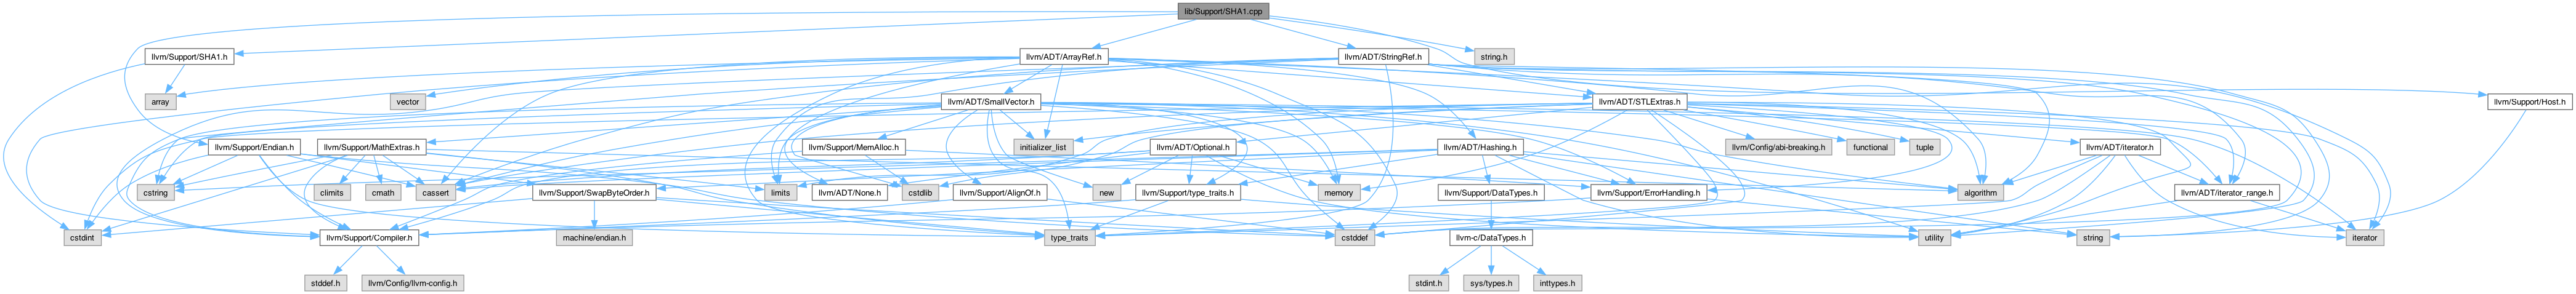 lib/Support/SHA1.cpp
llvm/Support/SHA1.h
llvm/ADT/ArrayRef.h
llvm/ADT/StringRef.h
string.h
array
vector
llvm/ADT/SmallVector.h
llvm/ADT/STLExtras.h
llvm/Support/Host.h
llvm/Support/Endian.h
llvm/Support/MathExtras.h
llvm/Support/MemAlloc.h
initializer_list
llvm/ADT/Optional.h
llvm/ADT/Hashing.h
llvm/Config/abi-breaking.h
functional
tuple
llvm/ADT/iterator.h
cstring
climits
cmath
cassert
llvm/Support/SwapByteOrder.h
limits
llvm/ADT/None.h
cstdlib
llvm/Support/AlignOf.h
new
llvm/Support/type_traits.h
memory
llvm/Support/DataTypes.h
llvm/Support/ErrorHandling.h
algorithm
llvm/ADT/iterator_range.h
cstdint
llvm/Support/Compiler.h
machine/endian.h
type_traits
cstddef
llvm-c/DataTypes.h
utility
string
iterator
stddef.h
llvm/Config/llvm-config.h
stdint.h
sys/types.h
inttypes.h